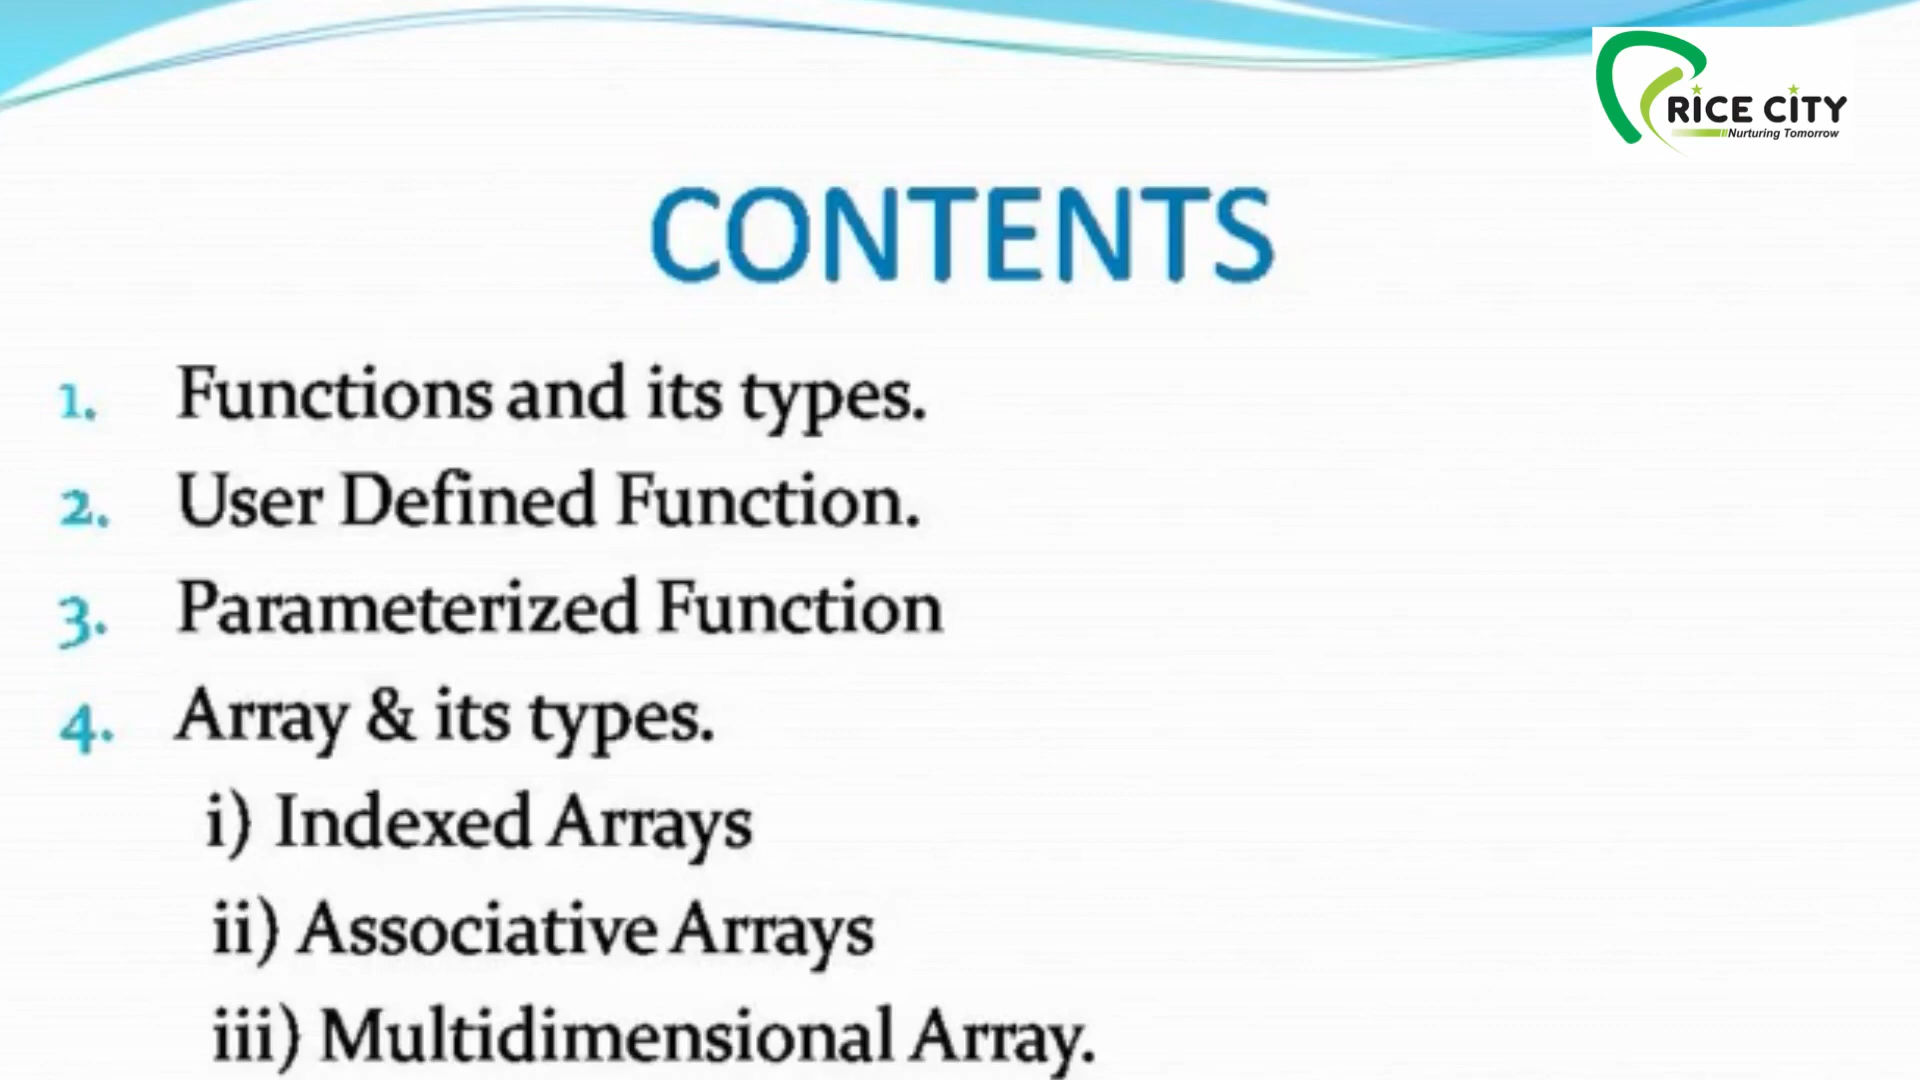 RICE CITY
Nurturing Tomorrow
CONTENTS
1. Functions and its types.
2. User Defined Function.
3. Parameterized Function
4. Array & its types.
i) Indexed Arrays
ii) Associative Arrays
iii) Multidimensional Array.